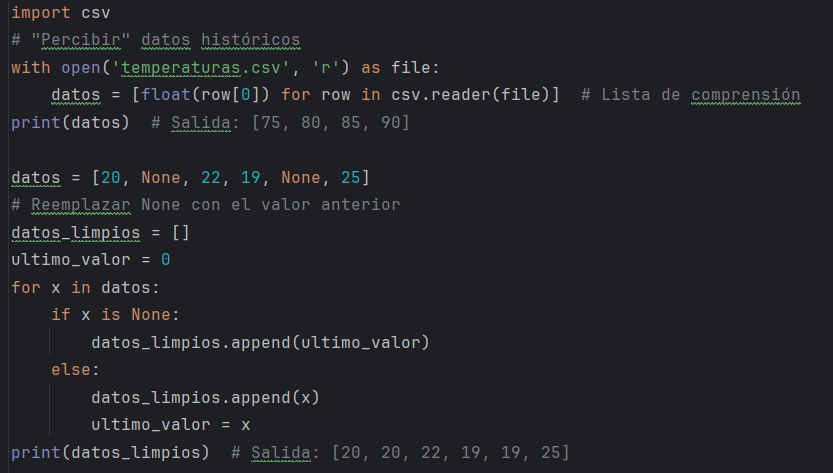 import csv
# "Percibir" datos históricos
with open('temperaturas.csv', 'r') as file:
    datos = [float(row[0]) for row in csv.reader(file)]  # Lista de comprensión
print(datos)  # Salida: [75, 80, 85, 90]

datos = [20, None, 22, 19, None, 25]
# Reemplazar None con el valor anterior
datos_limpios = []
ultimo_valor = 0
for x in datos:
    if x is None:
        datos_limpios.append(ultimo_valor)
    else:
        datos_limpios.append(x)
        ultimo_valor = x
print(datos_limpios)  # Salida: [20, 20, 22, 19, 19, 25]